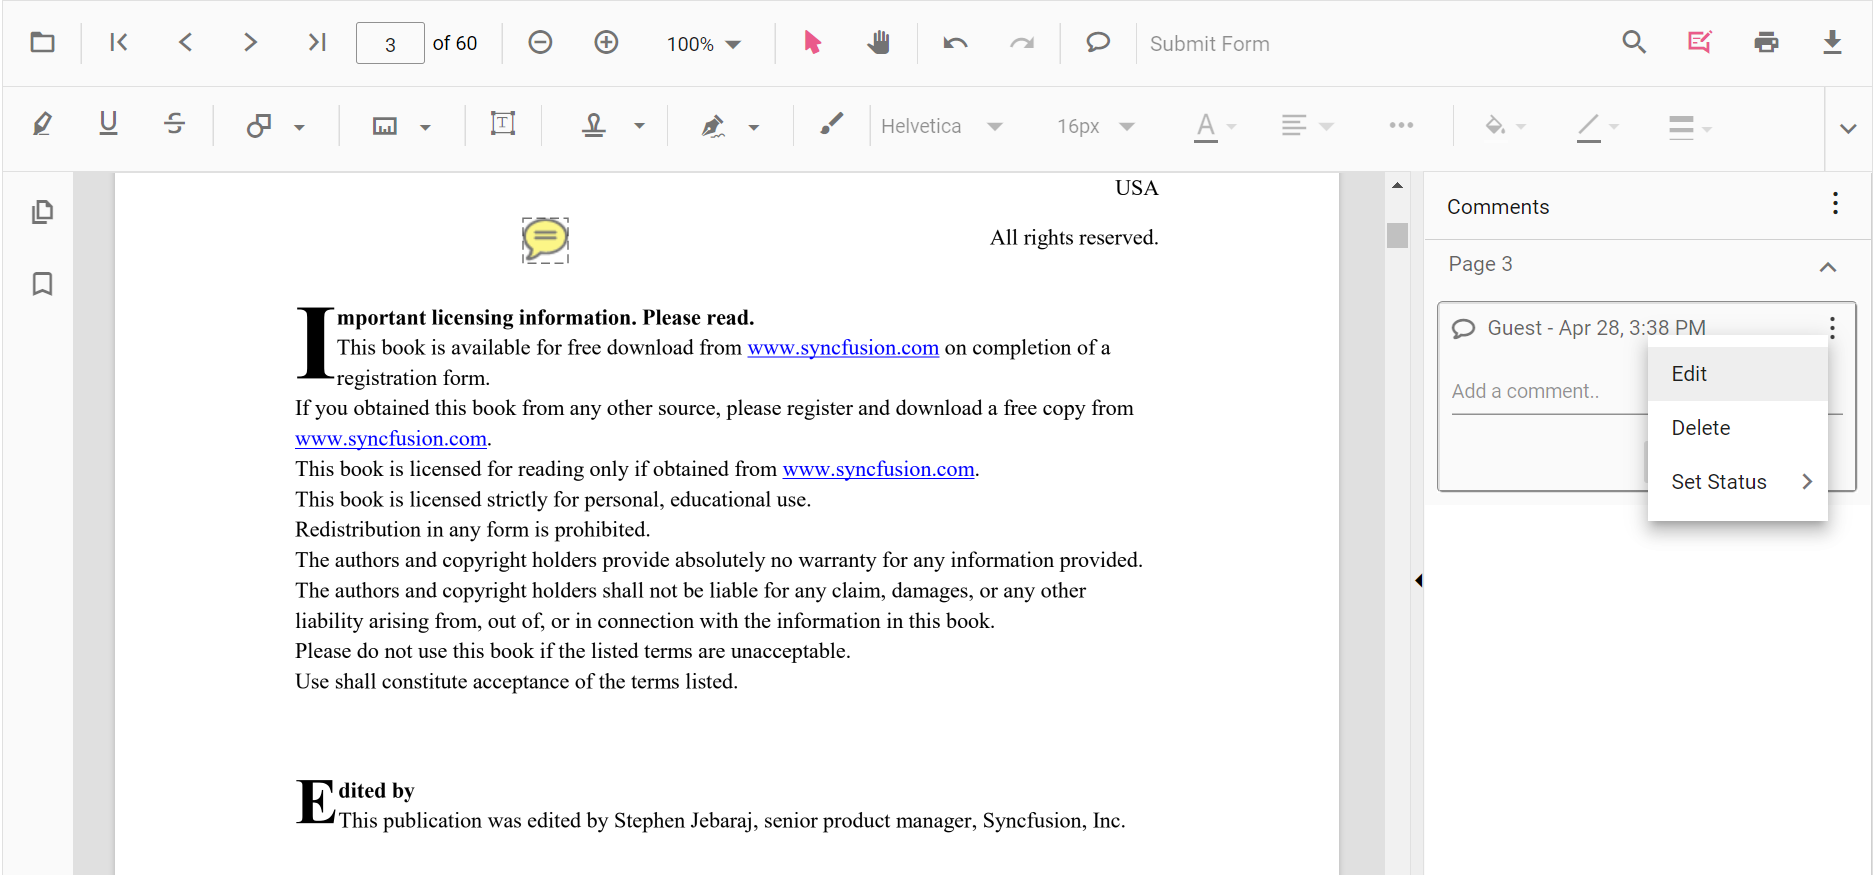 3 of 60 100% Submit Form
T Helvetica 16px A
USA
All rights reserved.
Important licensing information. Please read.
This book is available for free download from www.syncfusion.com on completion of a
registration form.
If you obtained this book from any other source, please register and download a free copy from
www.syncfusion.com.
This book is licensed for reading only if obtained from www.syncfusion.com.
This book is licensed strictly for personal, educational use.
Redistribution in any form is prohibited.
The authors and copyright holders provide absolutely no warranty for any information provided.
The authors and copyright holders shall not be liable for any claim, damages, or any other
liability arising from, out of, or in connection with the information in this book.
Please do not use this book if the listed terms are unacceptable.
Use shall constitute acceptance of the terms listed.
Edited by
This publication was edited by Stephen Jebaraj, senior product manager, Syncfusion, Inc.
Comments
Page 3
Guest - Apr 28, 3:38 PM
Add a comment..
Edit
Delete
Set Status